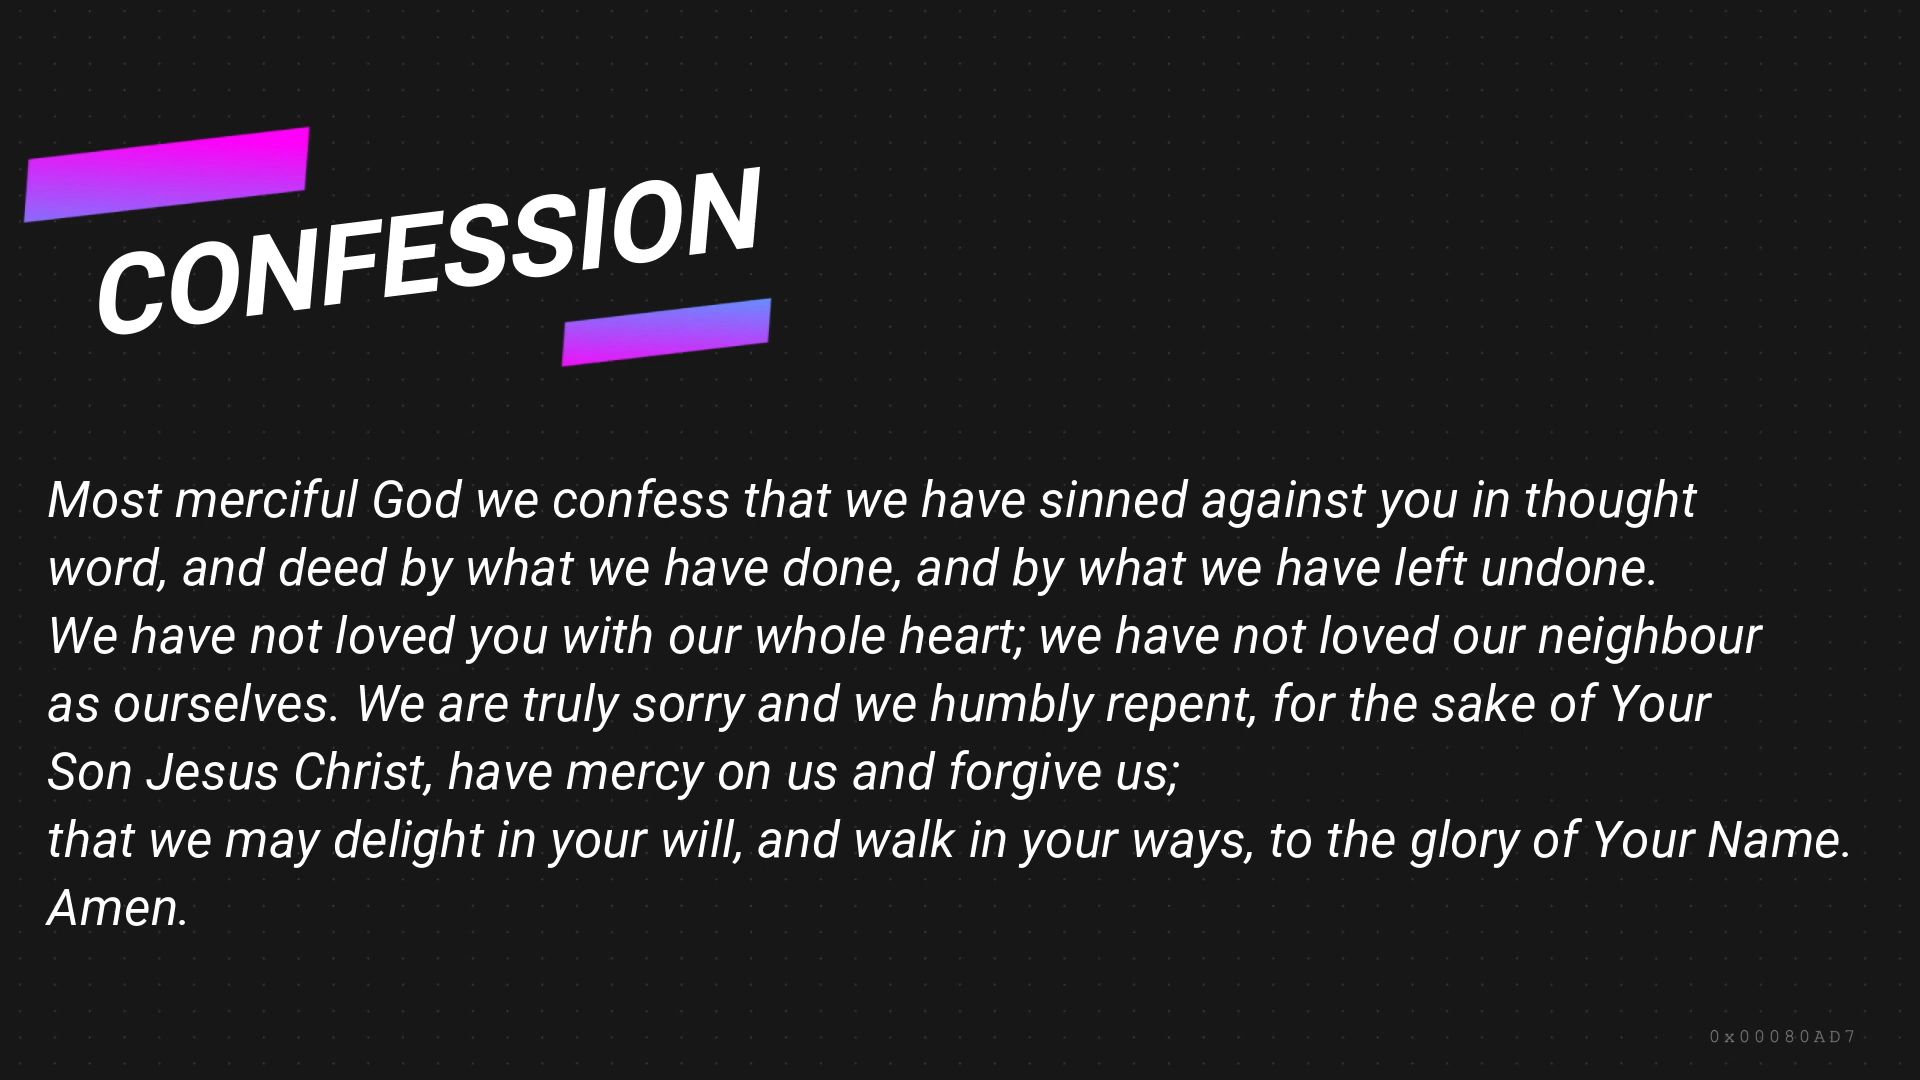 CONFESSION
Most merciful God we confess that we have sinned against you in thought
word, and deed by what we have done, and by what we have left undone.
We have not loved you with our whole heart; we have not loved our neighbour
as ourselves. We are truly sorry and we humbly repent, for the sake of Your
Son Jesus Christ, have mercy on us and forgive us;
that we may delight in your will, and walk in your ways, to the glory of Your Name.
Amen.
0x00080AD7